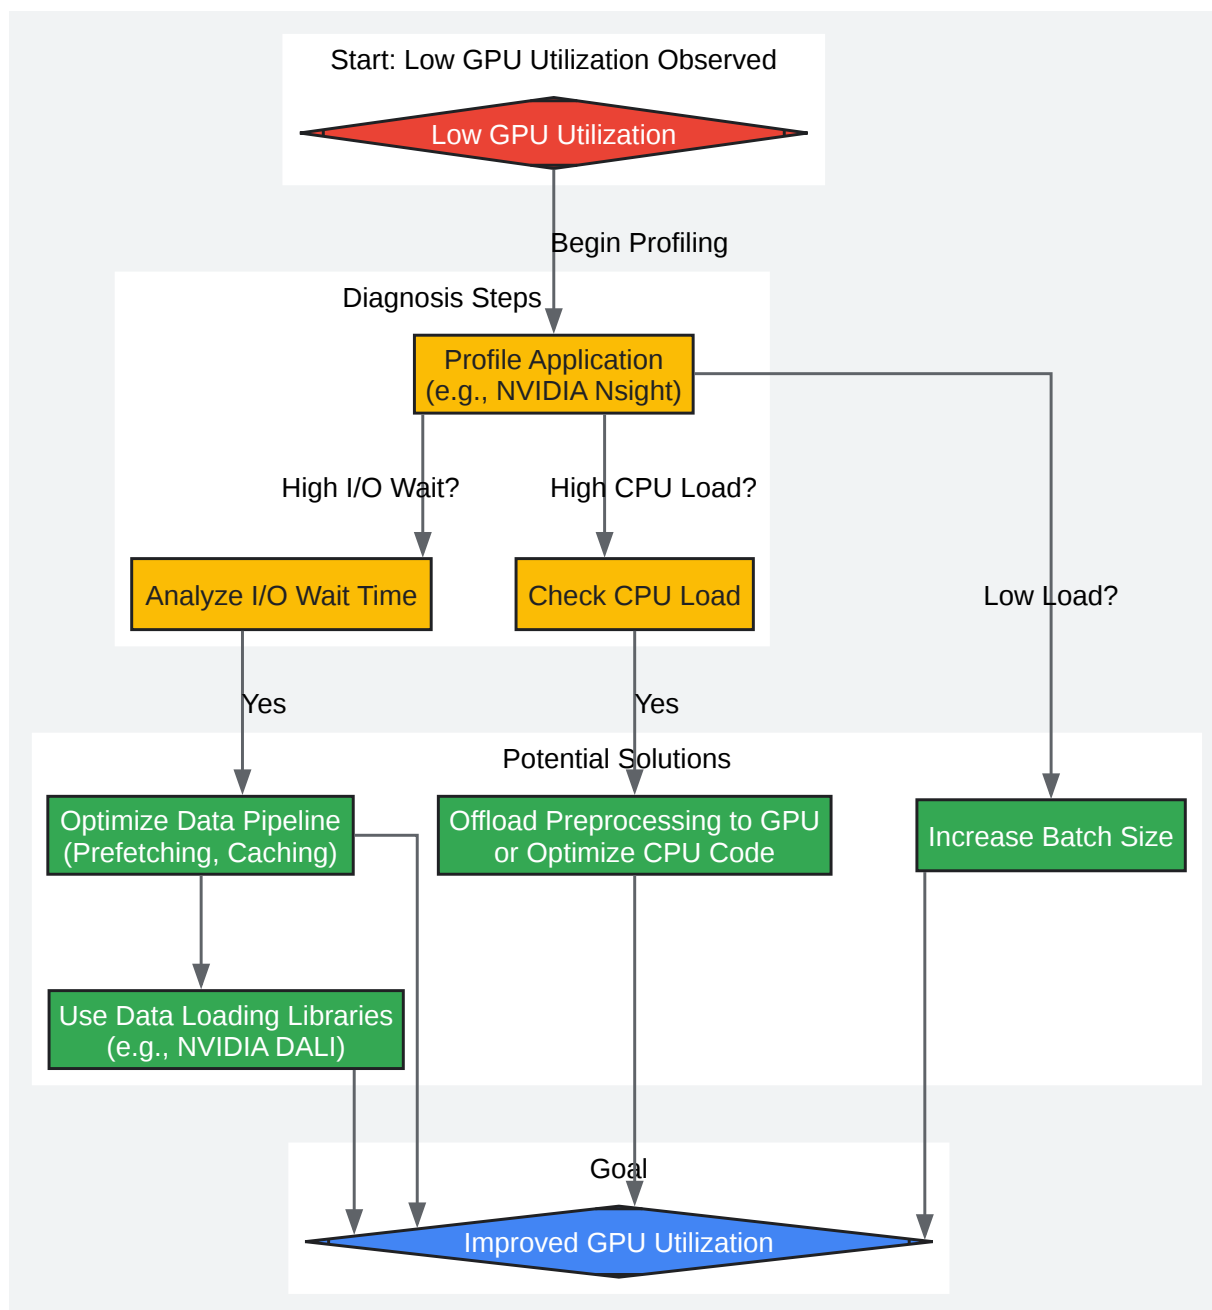 Start: Low GPU Utilization Observed
Low GPU Utilization
Begin Profiling
Diagnosis Steps
Profile Application
(e.g., NVIDIA Nsight)
High I/O Wait?
High CPU Load?
Analyze I/O Wait Time
Check CPU Load
Low Load?
Yes
Yes
Potential Solutions
Optimize Data Pipeline
(Prefetching, Caching)
Offload Preprocessing to GPU
or Optimize CPU Code
Increase Batch Size
Use Data Loading Libraries
(e.g., NVIDIA DALI)
Goal
Improved GPU Utilization